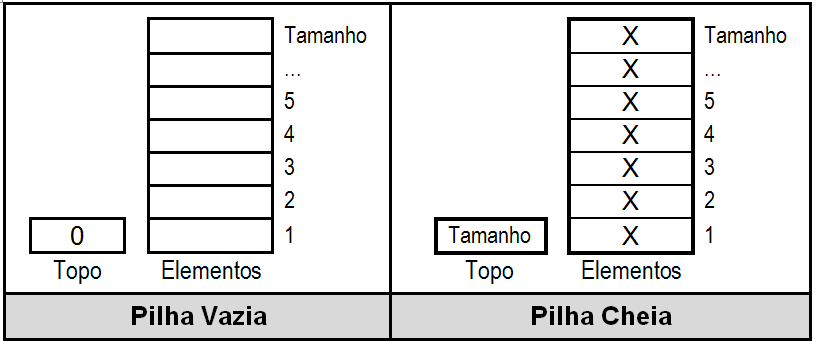 Tamanho
...
5
4
3
2
1
0
Topo
Elementos
Pilha Vazia
X
Tamanho
X
...
X
5
X
4
X
3
X
2
X
1
Tamanho
Topo
Elementos
Pilha Cheia